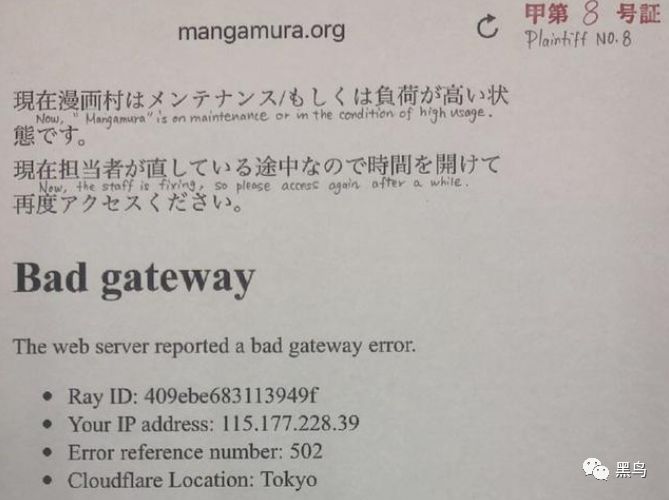 mangamura.org
甲第 8 号証
Plaintiff NO.8
現在漫画村はメンテナンス/もしくは負荷が高い状
Now, "Mangamura" is on maintenance or in the condition of high usage.
態です。
現在担当者が直している途中なので時間を開けて
Now, the staff is fixing, so please access again after a while.
再度アクセスください。
Bad gateway
The web server reported a bad gateway error.
• Ray ID: 409ebe683113949f
• Your IP address: 115.177.228.39
• Error reference number: 502
• Cloudflare Location: Tokyo
黑鸟